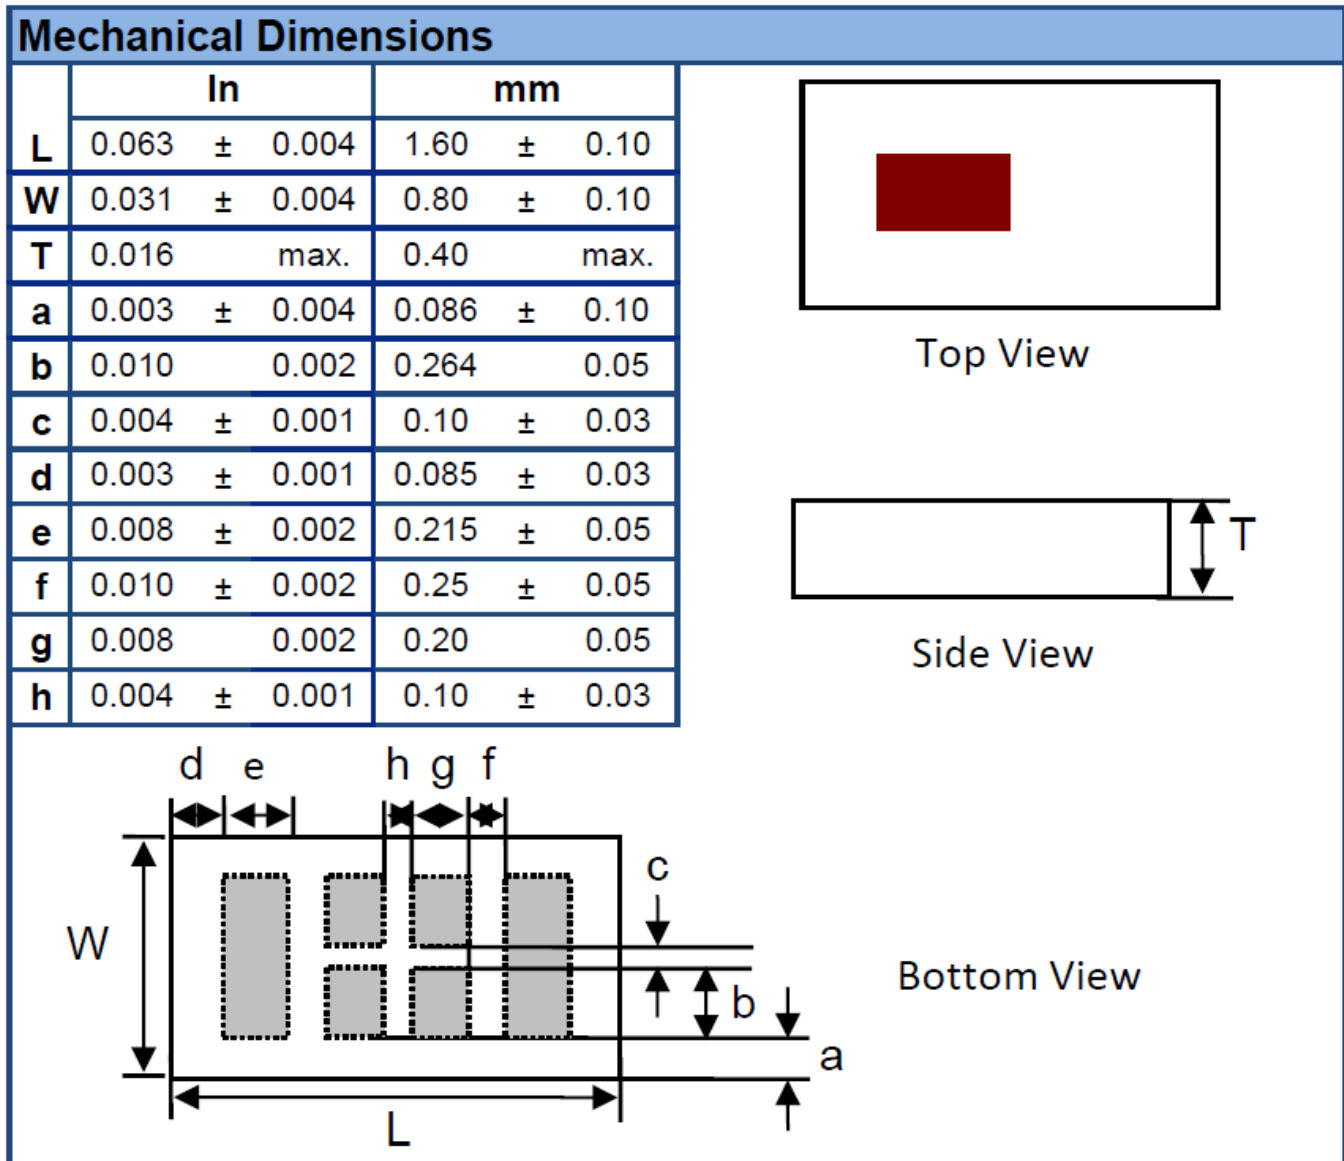 Mechanical Dimensions
In mm
L 0.063 ± 0.004 1.60 ± 0.10
W 0.031 ± 0.004 0.80 ± 0.10
T 0.016 max. 0.40 max.
a 0.003 ± 0.004 0.086 ± 0.10
b 0.010 0.002 0.264 0.05
c 0.004 ± 0.001 0.10 ± 0.03
d 0.003 ± 0.001 0.085 ± 0.03
e 0.008 ± 0.002 0.215 ± 0.05
f 0.010 ± 0.002 0.25 ± 0.05
g 0.008 0.002 0.20 0.05
h 0.004 ± 0.001 0.10 ± 0.03
Top View
T
Side View
d e h g f
c
W
b
a
L
Bottom View